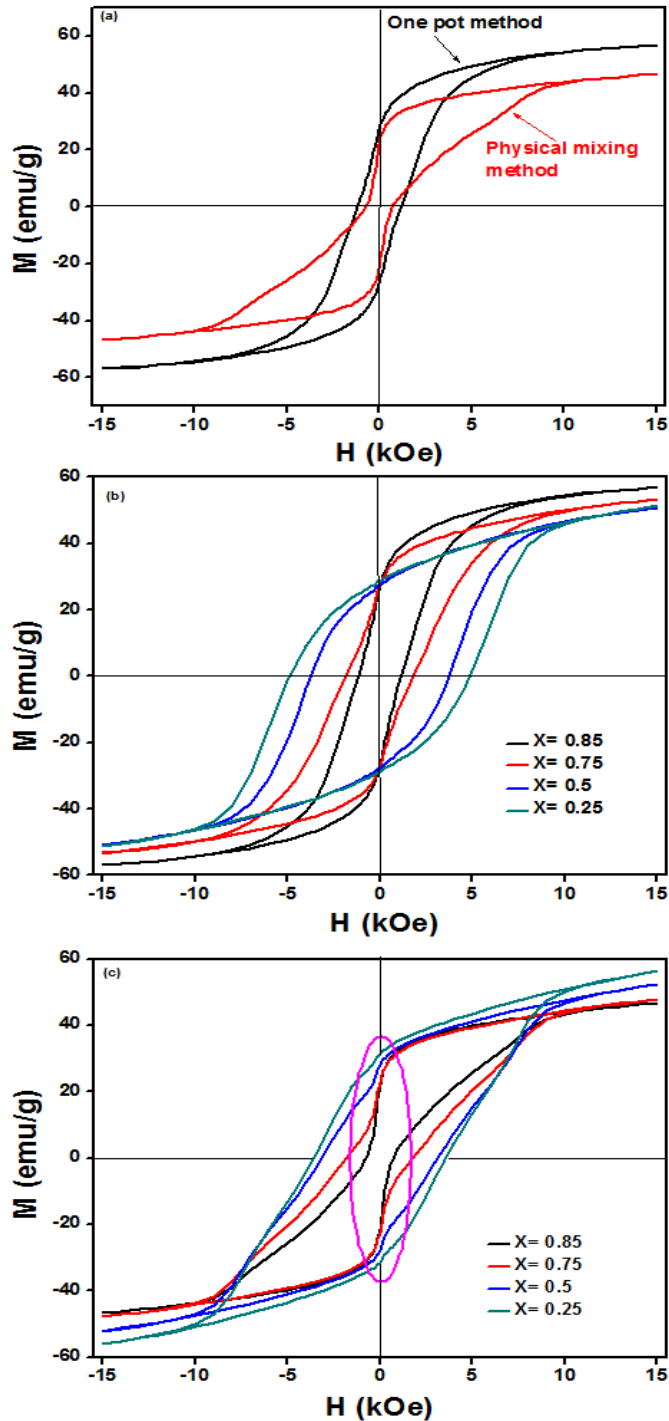 (a)
One pot method
Physical mixing
method
60
40
20
0
-20
-40
-60
M (emu/g)
-15
-10
-5
0
5
10
15
H (kOe)
(b)
60
40
20
0
-20
-40
-60
M (emu/g)
X= 0.85
X= 0.75
X= 0.5
X= 0.25
-15
-10
-5
0
5
10
15
H (kOe)
(c)
60
40
20
0
-20
-40
-60
M (emu/g)
X= 0.85
X= 0.75
X= 0.5
X= 0.25
-15
-10
-5
0
5
10
15
H (kOe)